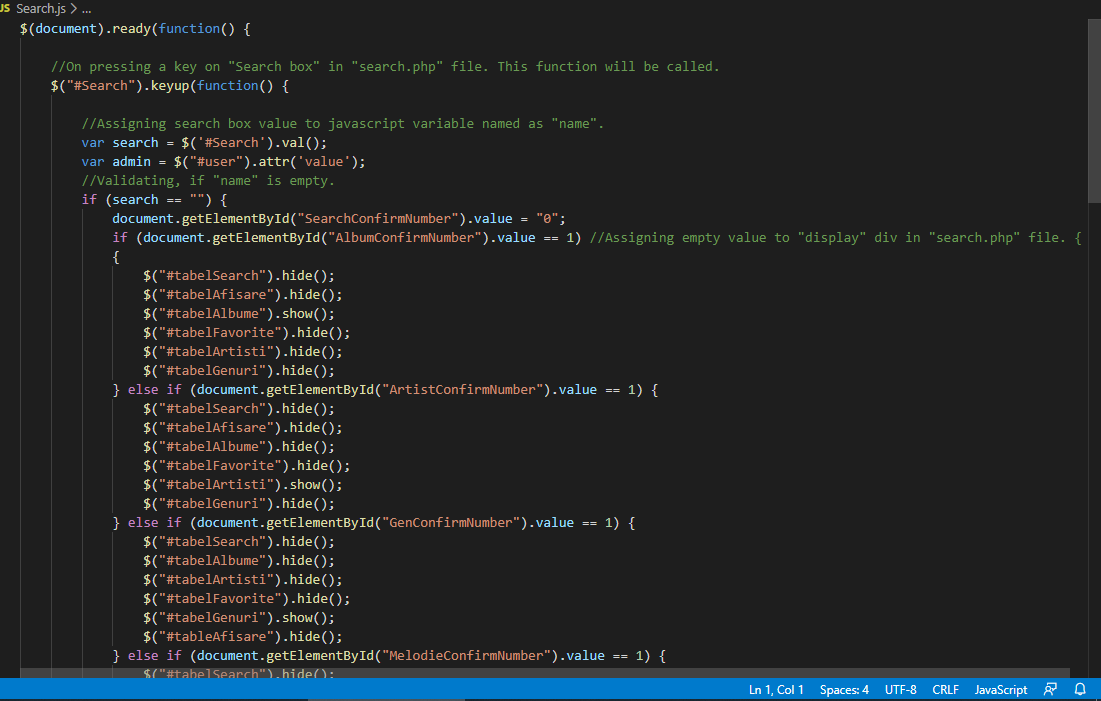 JS Search.js > ...
$(document).ready(function() {
//On pressing a key on "Search box" in "search.php" file. This function will be called.
$("#Search").keyup(function() {
//Assigning search box value to javascript variable named as "name".
var search = $('#Search').val();
var admin = $("#user").attr('value');
//Validating, if "name" is empty.
if (search == "") {
document.getElementById("SearchConfirmNumber").value = "0";
if (document.getElementById("AlbumConfirmNumber").value == 1) //Assigning empty value to "display" div in "search.php" file. {
{
$("#tabelSearch").hide();
$("#tabelAfisare").hide();
$("#tabelAlbume").show();
$("#tabelFavorite").hide();
$("#tabelArtisti").hide();
$("#tabelGenuri").hide();
} else if (document.getElementById("ArtistConfirmNumber").value == 1) {
$("#tabelSearch").hide();
$("#tabelAfisare").hide();
$("#tabelAlbume").hide();
$("#tabelFavorite").hide();
$("#tabelArtisti").show();
$("#tabelGenuri").hide();
} else if (document.getElementById("GenConfirmNumber").value == 1) {
$("#tabelSearch").hide();
$("#tabelAlbume").hide();
$("#tabelArtisti").hide();
$("#tabelFavorite").hide();
$("#tabelGenuri").show();
$("#tableAfisare").hide();
} else if (document.getElementById("MelodieConfirmNumber").value == 1) {
$("#tabelSearch").hide();
Ln 1, Col 1 Spaces: 4 UTF-8 CRLF JavaScript